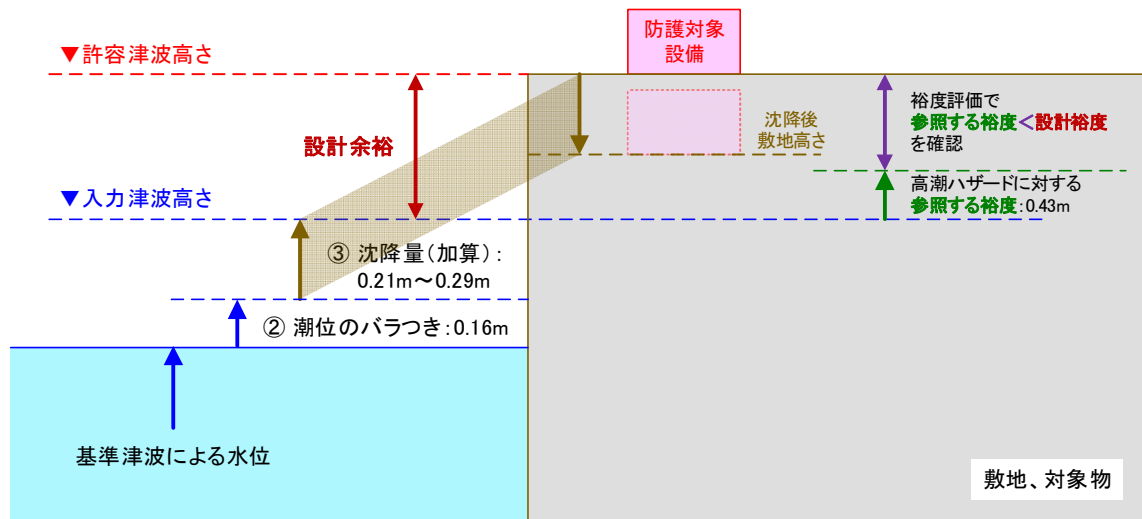 防護対象
設備
▼許容津波高さ
裕度評価で
参照する裕度<設計裕度
を確認
沈降後
敷地高さ
設計余裕
▼入力津波高さ
高潮ハザードに対する
参照する裕度:0.43m
③ 沈降量(加算):
0.21m~0.29m
② 潮位のバラつき:0.16m
基準津波による水位
敷地、対象物